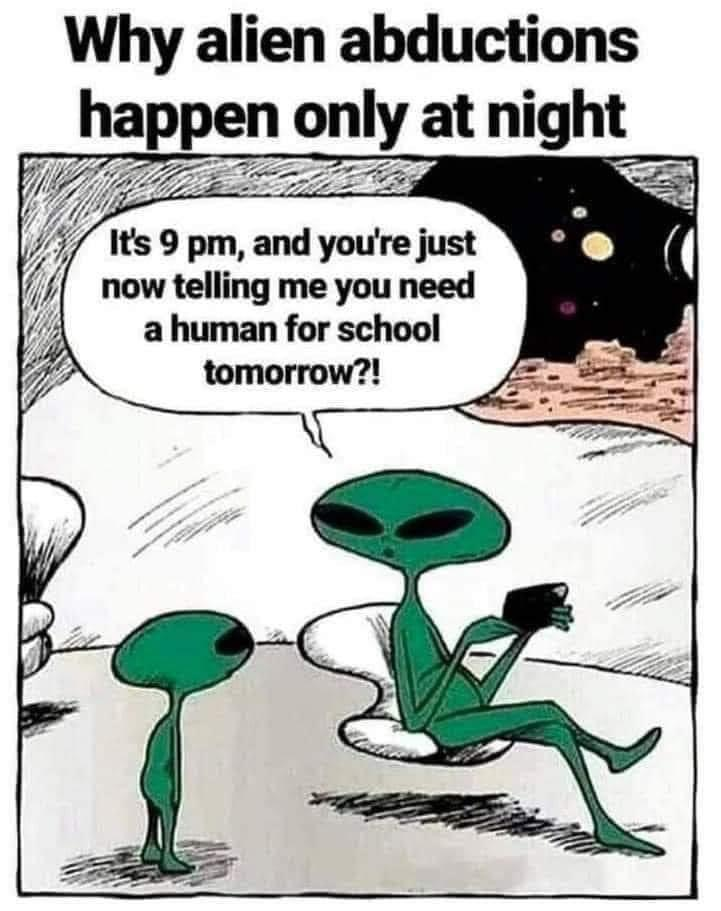 Why alien abductions
happen only at night
It's 9 pm, and you're just
now telling me you need
a human for school
tomorrow?!